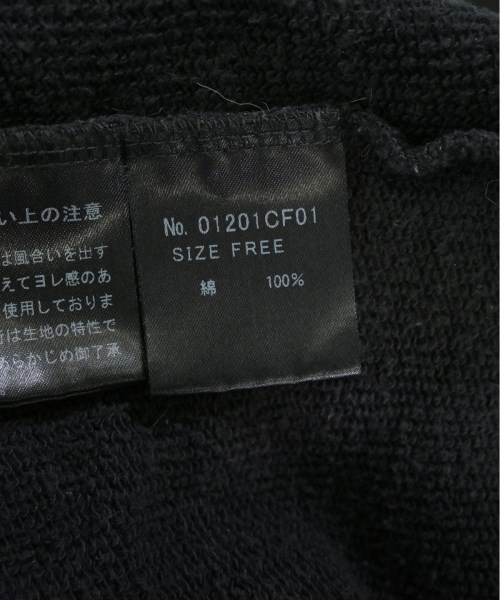 い上の注意
は風合いを出す
えてヨレ感のあ
使用しておりま
は生地の特性で
あらかじめ御了承
No. 01201CF01
SIZE FREE
綿 100%